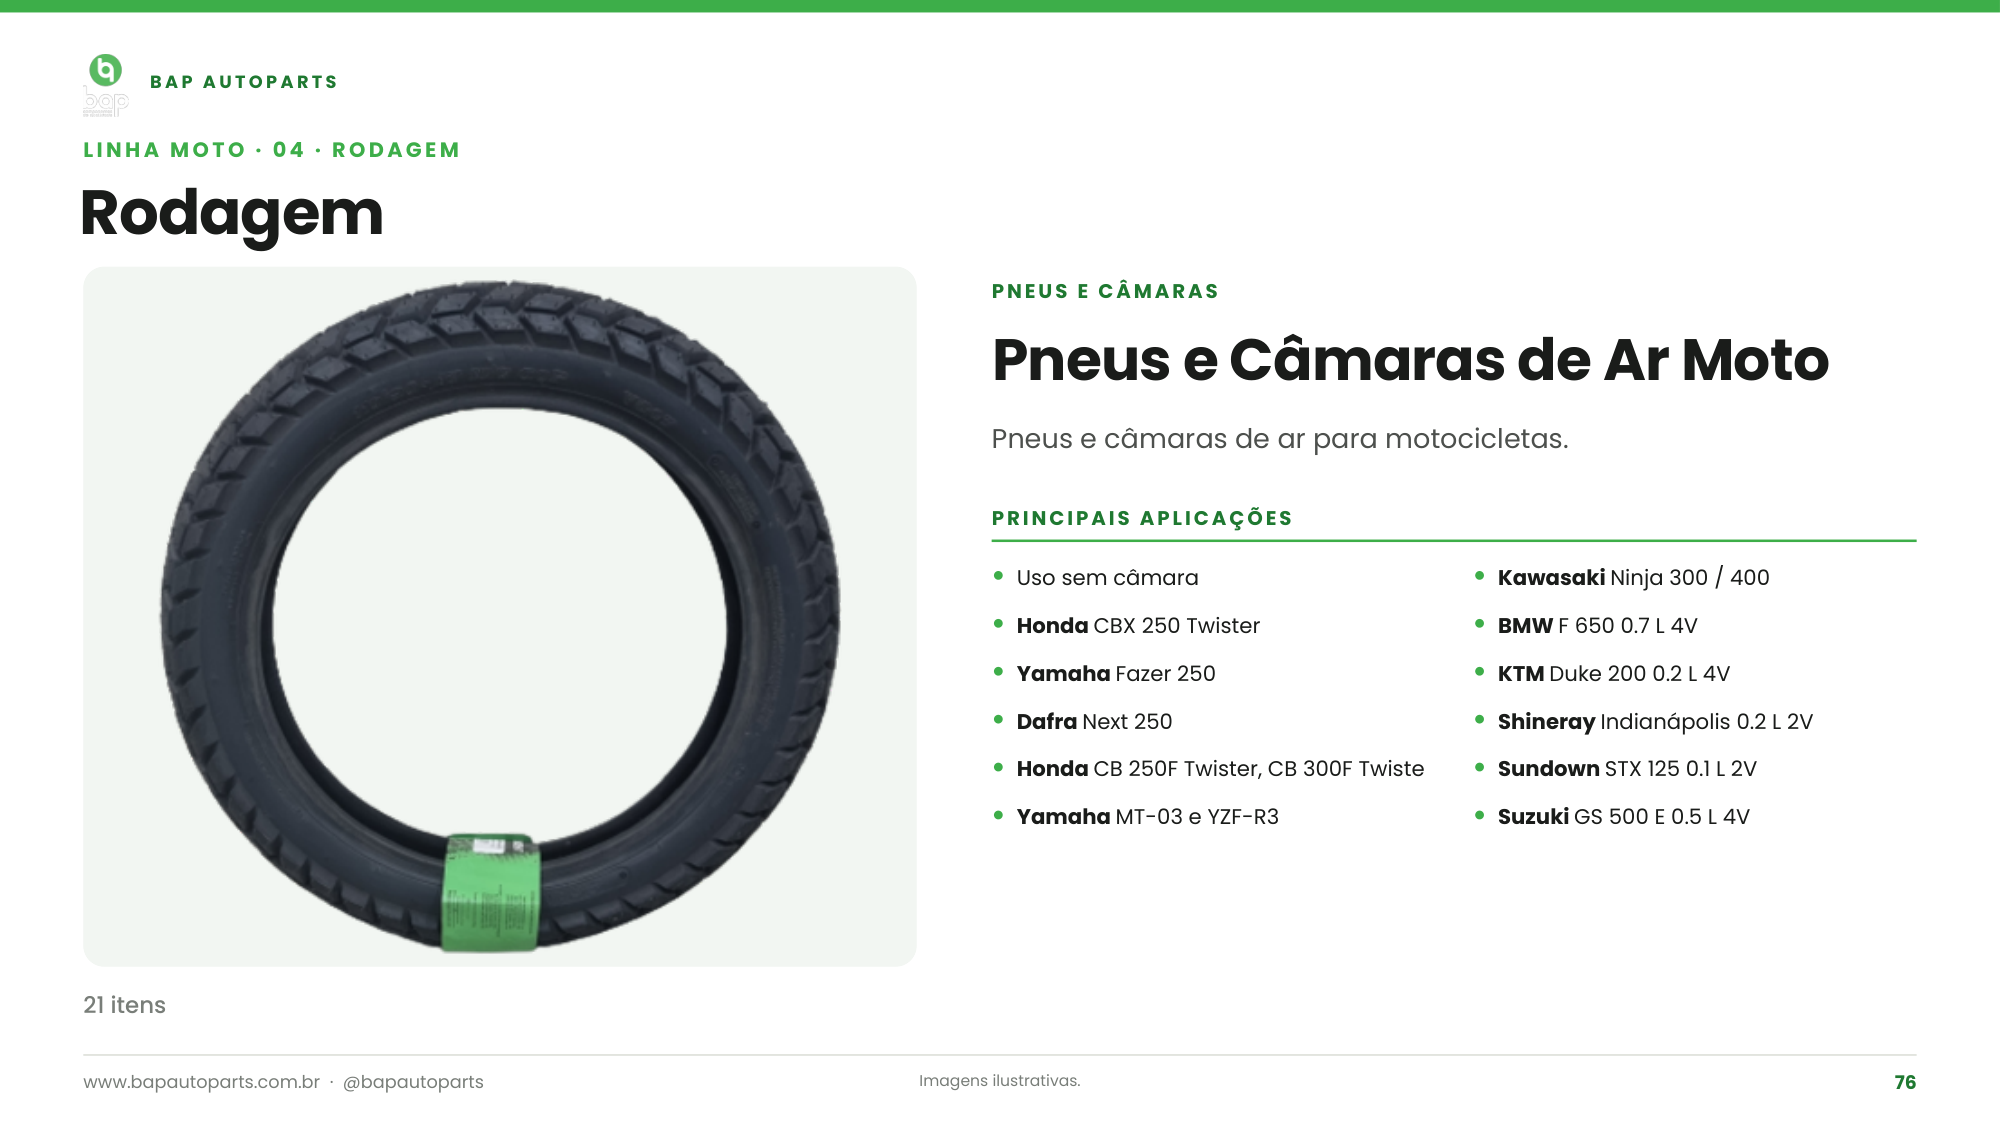 bap
BAP AUTOPARTS
LINHA MOTO · 04 · RODAGEM
Rodagem
PNEUS E CÂMARAS
Pneus e Câmaras de Ar Moto
Pneus e câmaras de ar para motocicletas.
PRINCIPAIS APLICAÇÕES
• Uso sem câmara
• Honda CBX 250 Twister
• Yamaha Fazer 250
• Dafra Next 250
• Honda CB 250F Twister, CB 300F Twiste
• Yamaha MT-03 e YZF-R3
• Kawasaki Ninja 300 / 400
• BMW F 650 0.7 L 4V
• KTM Duke 200 0.2 L 4V
• Shineray Indianápolis 0.2 L 2V
• Sundown STX 125 0.1 L 2V
• Suzuki GS 500 E 0.5 L 4V
21 itens
www.bapautoparts.com.br · @bapautoparts
Imagens ilustrativas.
76